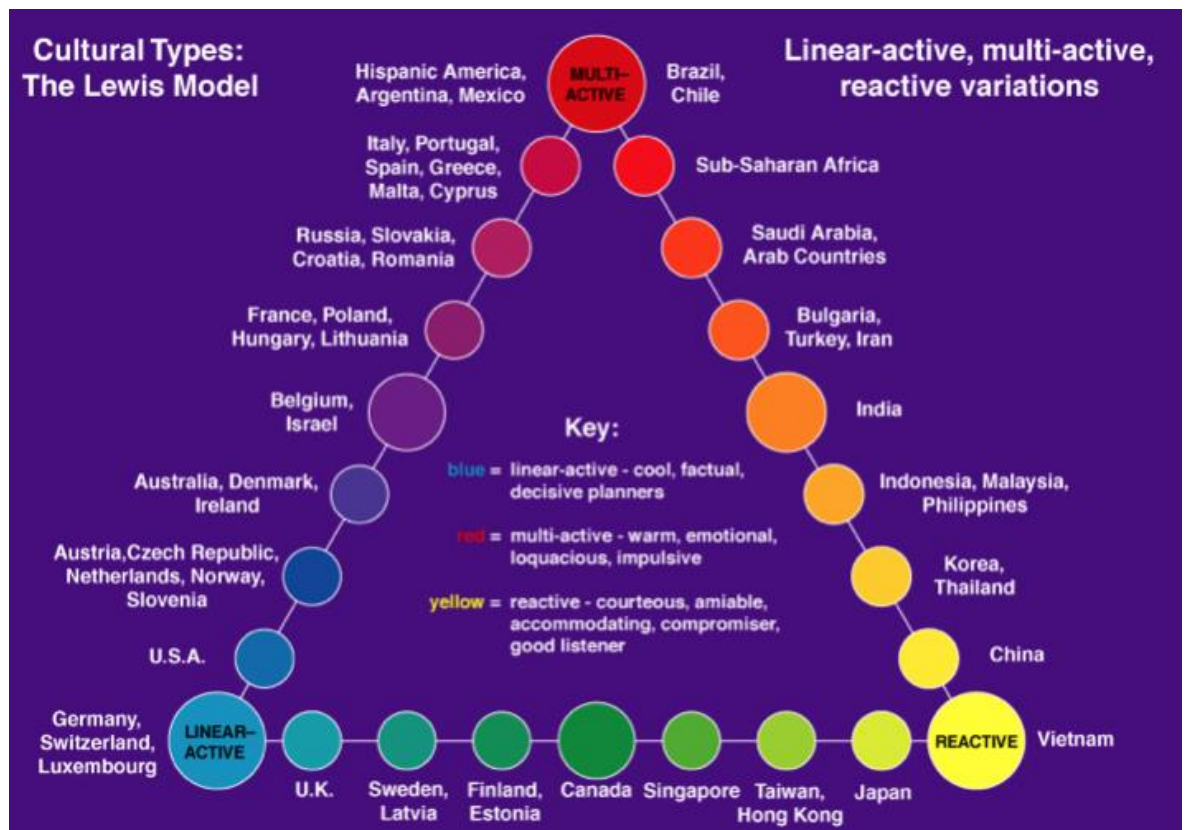 Cultural Types:
The Lewis Model
Linear-active, multi-active,
reactive variations
MULTI–
ACTIVE
Hispanic America,
Argentina, Mexico
Brazil,
Chile
Italy, Portugal,
Spain, Greece,
Malta, Cyprus
Sub-Saharan Africa
Russia, Slovakia,
Croatia, Romania
Saudi Arabia,
Arab Countries
France, Poland,
Hungary, Lithuania
Bulgaria,
Turkey, Iran
Belgium,
Israel
India
Key:
blue = linear-active - cool, factual,
decisive planners
red = multi-active - warm, emotional,
loquacious, impulsive
yellow = reactive - courteous, amiable,
accommodating, compromiser,
good listener
Australia, Denmark,
Ireland
Indonesia, Malaysia,
Philippines
Austria,Czech Republic,
Netherlands, Norway,
Slovenia
Korea,
Thailand
U.S.A.
China
Germany,
Switzerland,
Luxembourg
LINEAR–
ACTIVE
REACTIVE
Vietnam
U.K.
Sweden,
Latvia
Finland,
Estonia
Canada
Singapore
Taiwan,
Hong Kong
Japan